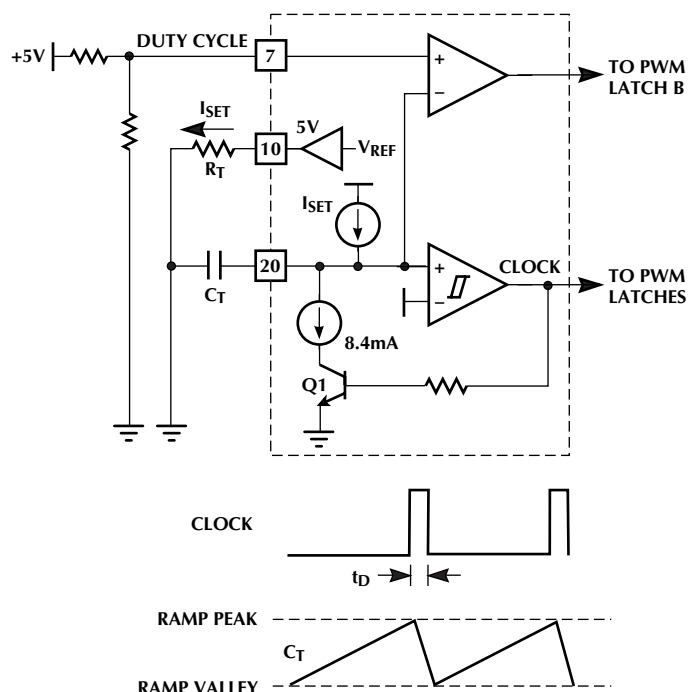 +5V
DUTY CYCLE
7
+
−
TO PWM
LATCH B
ISET
10
5V
VREF
RT
ISET
20
CT
+
−
CLOCK
TO PWM
LATCHES
8.4mA
Q1
CLOCK
tD
RAMP PEAK
CT
RAMP VALLEY